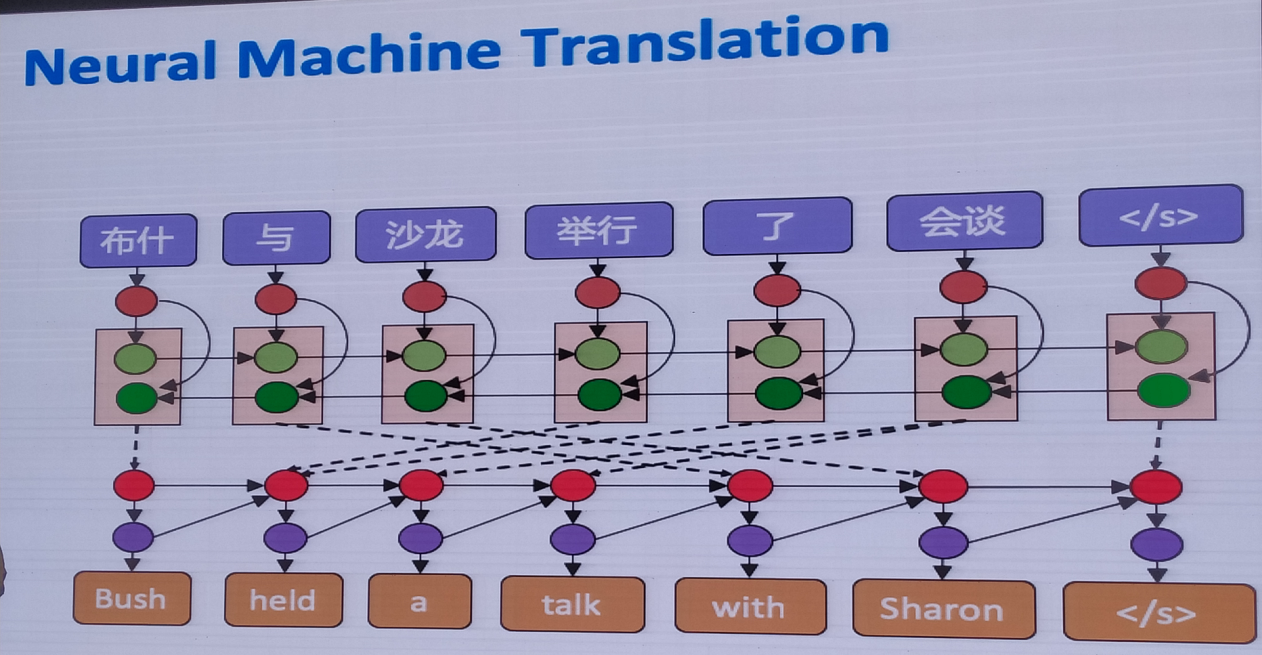 Neural Machine Translation
布什 与 沙龙 举行 了 会谈 </s>
Bush held a talk with Sharon </s>